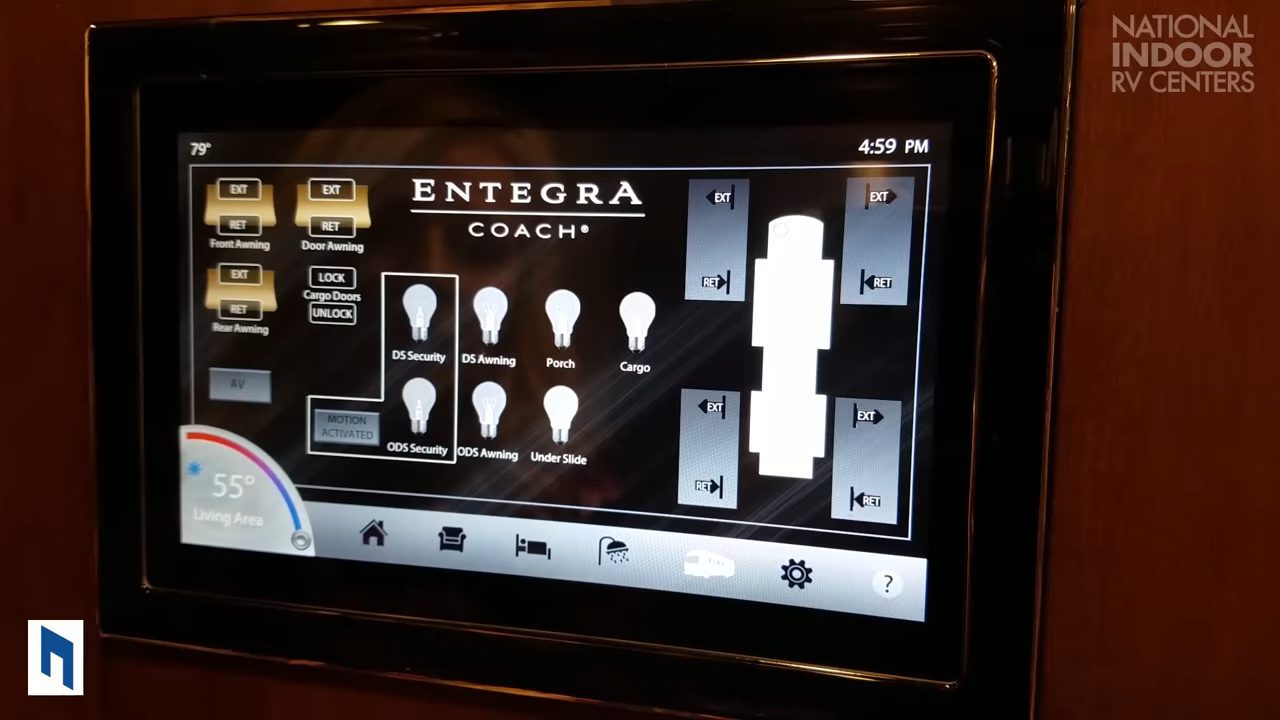 NATIONAL
INDOOR
RV CENTERS
79°
4:59 PM
ENTEGRA
COACH®
EXT
RET
Front Awning
EXT
RET
Door Awning
EXT
RET
Rear Awning
LOCK
Cargo Doors
UNLOCK
AV
MOTION
ACTIVATED
DS Security
DS Awning
Porch
Cargo
ODS Security
ODS Awning
Under Slide
EXT
RET
EXT
RET
EXT
RET
EXT
RET
55°
Living Area
?